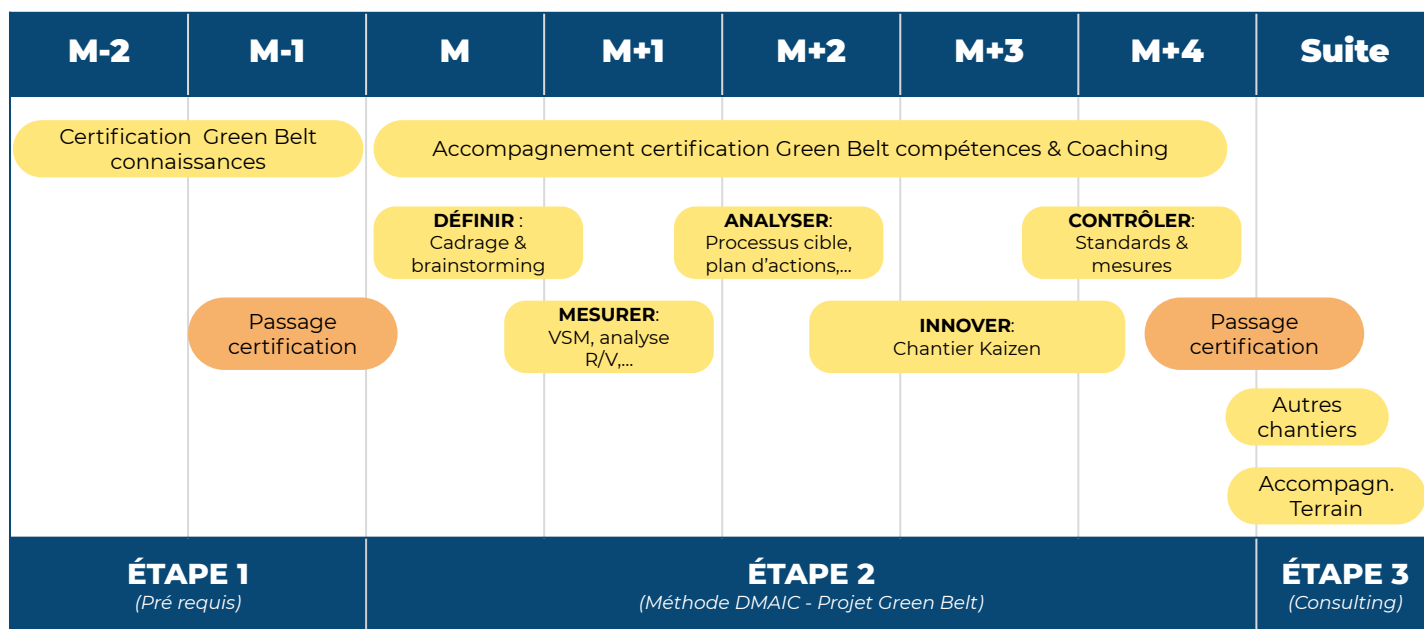 M-2
M-1
M
M+1
M+2
M+3
M+4
Suite
Certification Green Belt
connaissances
Accompagnement certification Green Belt compétences & Coaching
DÉFINIR :
Cadrage &
brainstorming
ANALYSER:
Processus cible,
plan d'actions,...
CONTRÔLER:
Standards &
mesures
Passage
certification
MESURER:
VSM, analyse
R/V,...
INNOVER:
Chantier Kaizen
Passage
certification
Autres
chantiers
Accompagn.
Terrain
ÉTAPE 1
(Pré requis)
ÉTAPE 2
(Méthode DMAIC - Projet Green Belt)
ÉTAPE 3
(Consulting)